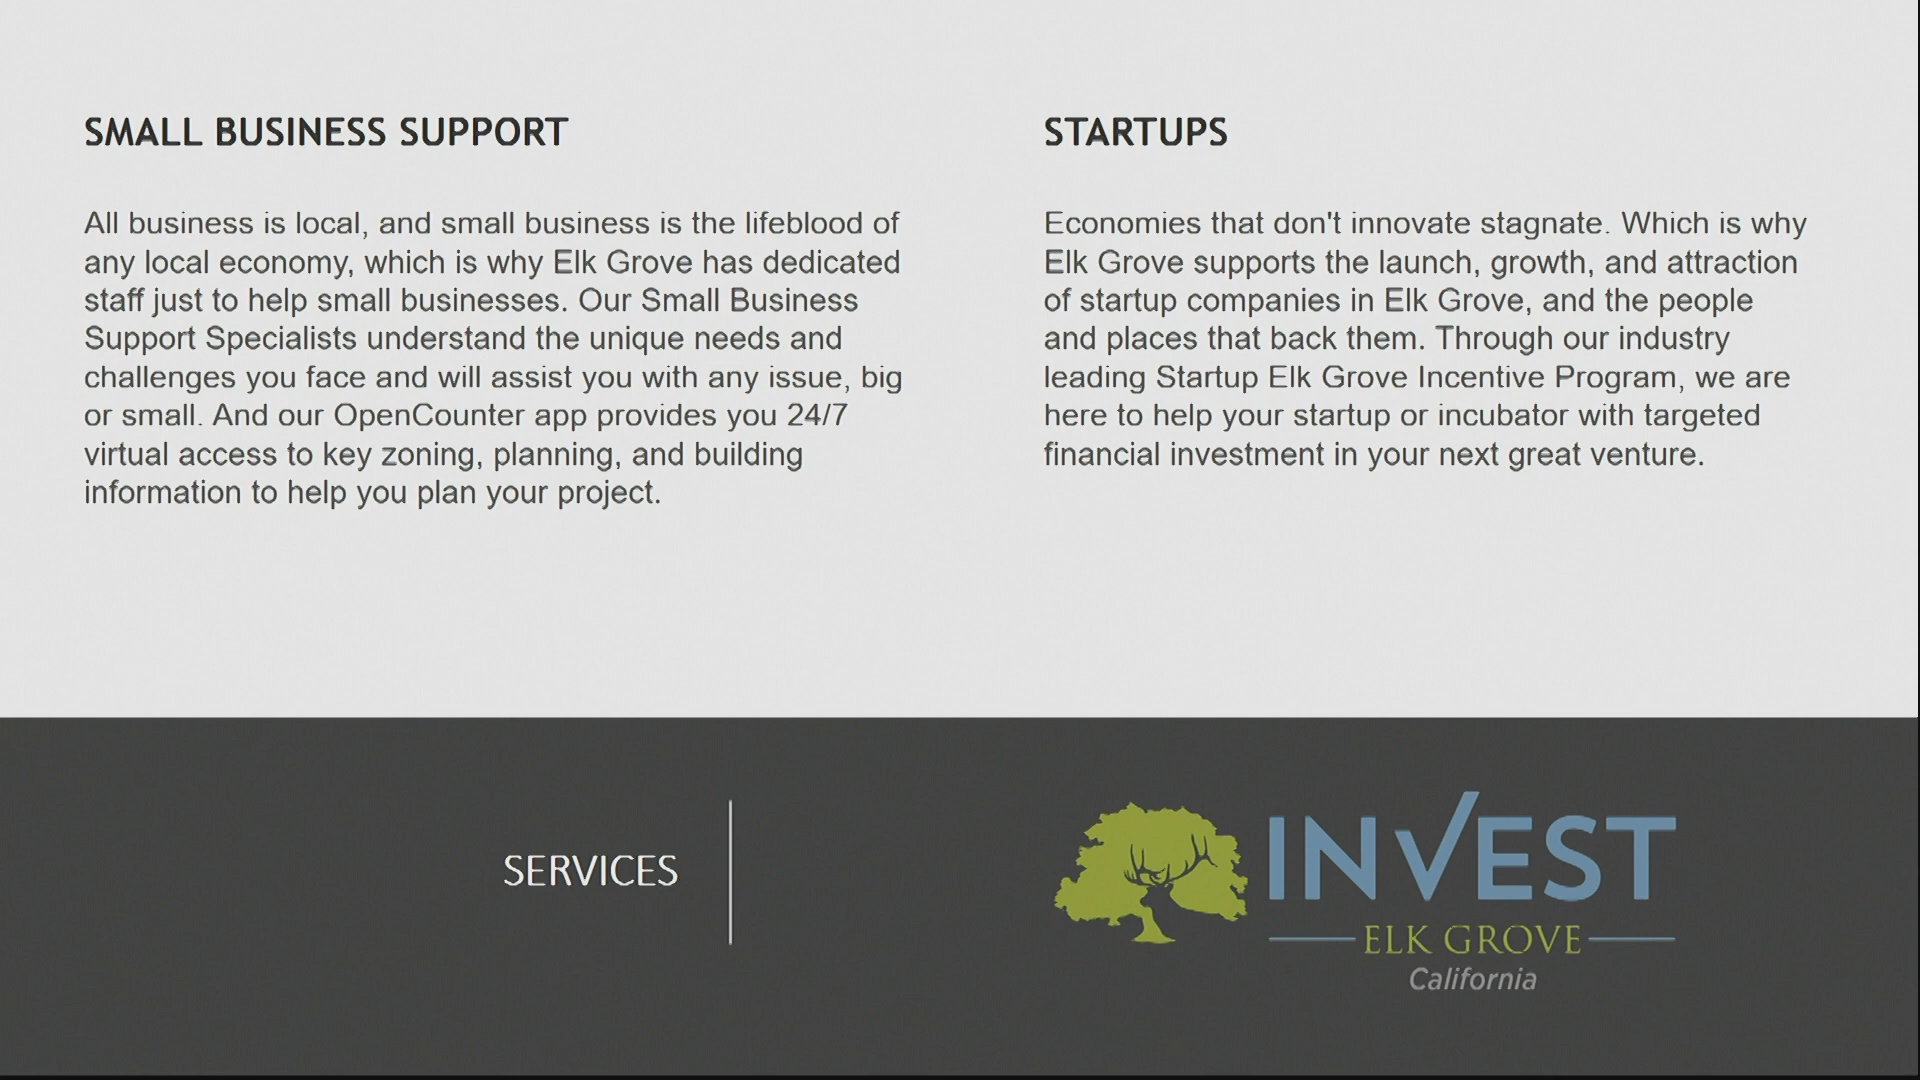 SMALL BUSINESS SUPPORT
All business is local, and small business is the lifeblood of
any local economy, which is why Elk Grove has dedicated
staff just to help small businesses. Our Small Business
Support Specialists understand the unique needs and
challenges you face and will assist you with any issue, big
or small. And our OpenCounter app provides you 24/7
virtual access to key zoning, planning, and building
information to help you plan your project.
STARTUPS
Economies that don't innovate stagnate. Which is why
Elk Grove supports the launch, growth, and attraction
of startup companies in Elk Grove, and the people
and places that back them. Through our industry
leading Startup Elk Grove Incentive Program, we are
here to help your startup or incubator with targeted
financial investment in your next great venture.
SERVICES
INVEST
ELK GROVE
California